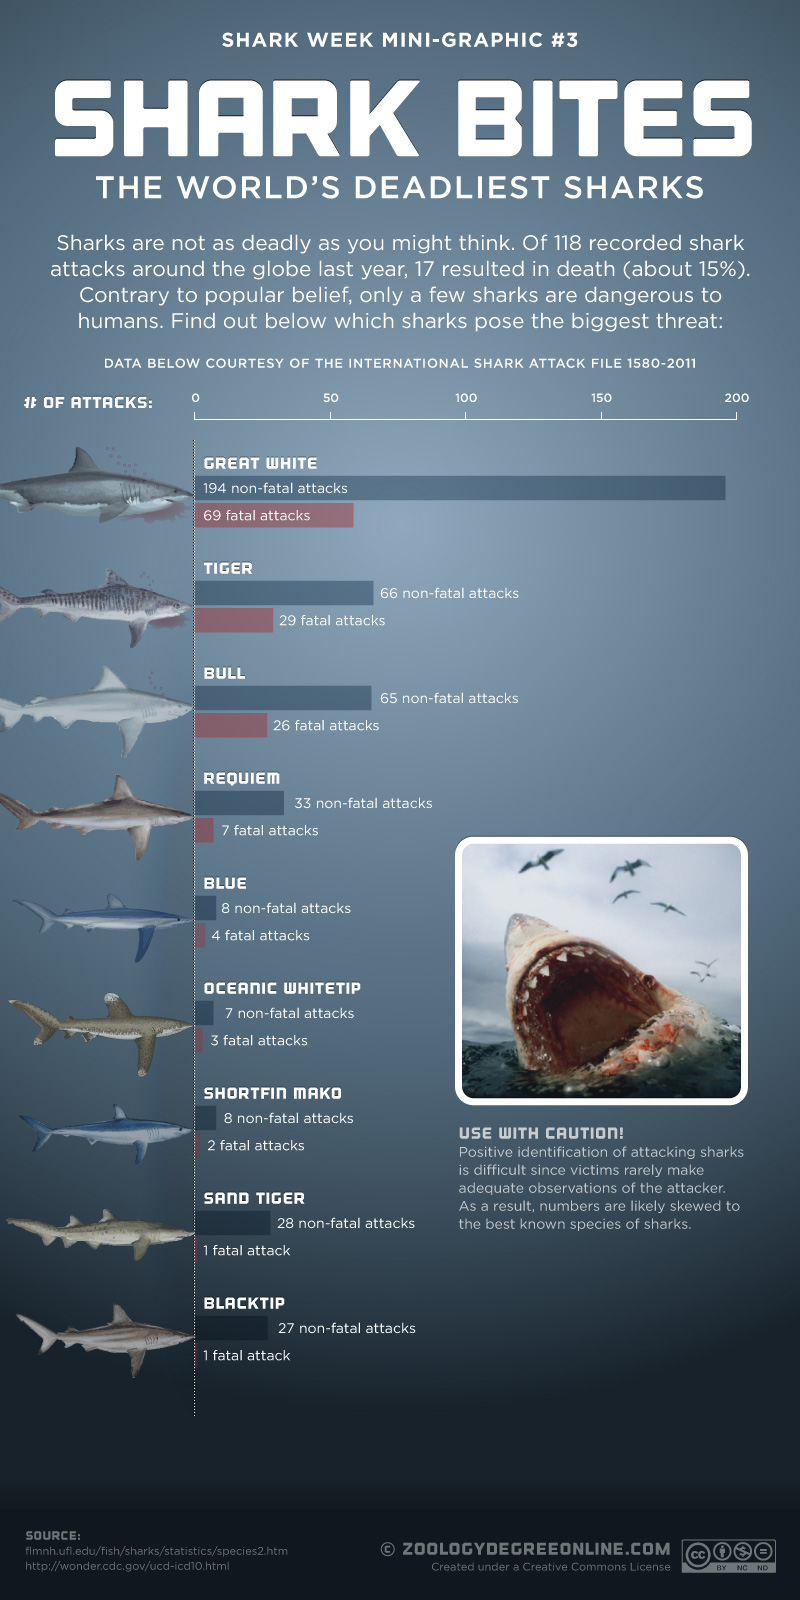 SHARK WEEK MINI-GRAPHIC #3
SHARK BITES
THE WORLD'S DEADLIEST SHARKS
Sharks are not as deadly as you might think. Of 118 recorded shark
attacks around the globe last year, 17 resulted in death (about 15%).
Contrary to popular belief, only a few sharks are dangerous to
humans. Find out below which sharks pose the biggest threat:
DATA BELOW COURTESY OF THE INTERNATIONAL SHARK ATTACK FILE 1580-2011
# OF ATTACKS: 0 50 100 150 200
GREAT WHITE
194 non-fatal attacks
69 fatal attacks
TIGER
66 non-fatal attacks
29 fatal attacks
BULL
65 non-fatal attacks
26 fatal attacks
REQUIEM
33 non-fatal attacks
7 fatal attacks
BLUE
8 non-fatal attacks
4 fatal attacks
OCEANIC WHITETIP
7 non-fatal attacks
3 fatal attacks
SHORTFIN MAKO
8 non-fatal attacks
2 fatal attacks
SAND TIGER
28 non-fatal attacks
1 fatal attack
BLACKTIP
27 non-fatal attacks
1 fatal attack
USE WITH CAUTION!
Positive identification of attacking sharks
is difficult since victims rarely make
adequate observations of the attacker.
As a result, numbers are likely skewed to
the best known species of sharks.
SOURCE:
flmnh.ufl.edu/fish/sharks/statistics/species2.htm
http://wonder.cdc.gov/ucd-icd10.html
© ZOOLOGYDEGREEONLINE.COM
Created under a Creative Commons License
cc BY NC ND